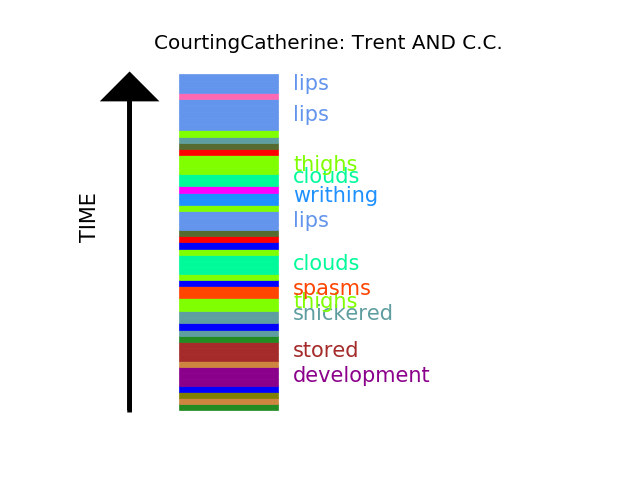 CourtingCatherine: Trent AND C.C.
lips
lips
thighs
clouds
writhing
lips
clouds
spasms
thighs
snickered
stored
development
TIME